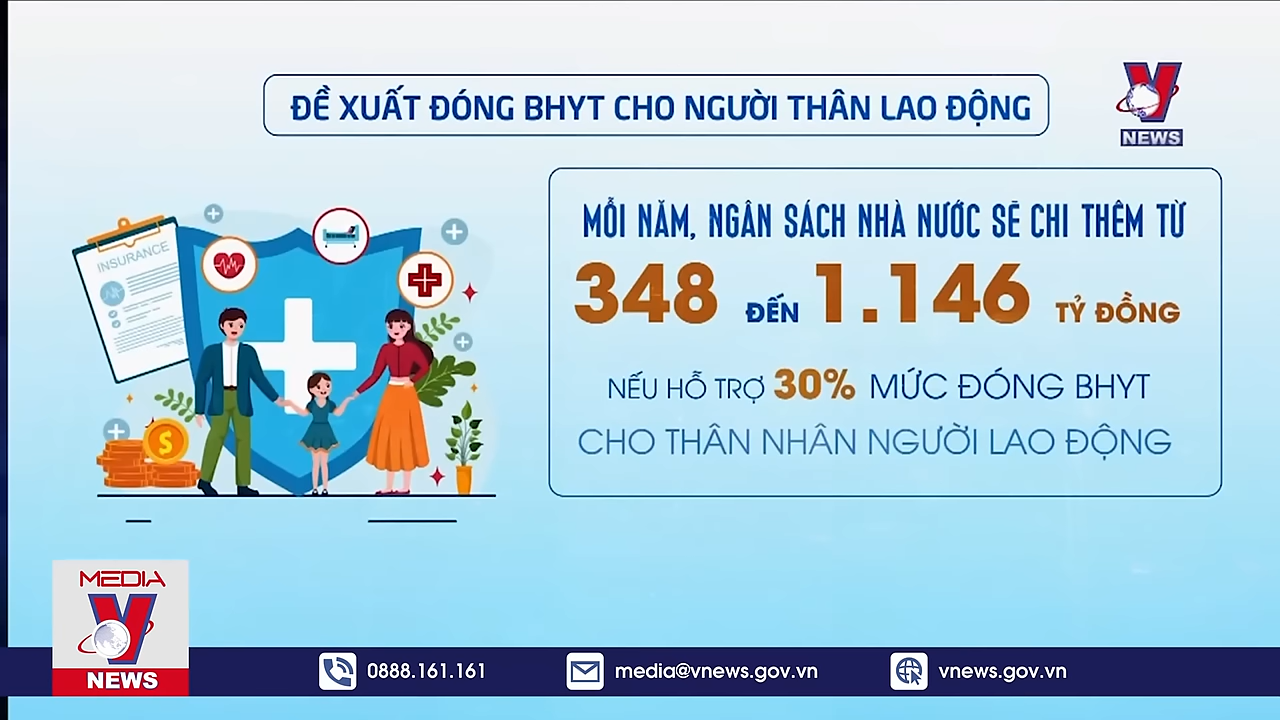 ĐỀ XUẤT ĐÓNG BHYT CHO NGƯỜI THÂN LAO ĐỘNG
V
NEWS
INSURANCE
MỖI NĂM, NGÂN SÁCH NHÀ NƯỚC SẼ CHI THÊM TỪ
348 ĐẾN 1.146 TỶ ĐỒNG
NẾU HỖ TRỢ 30% MỨC ĐÓNG BHYT
CHO THÂN NHÂN NGƯỜI LAO ĐỘNG
MEDIA
V
NEWS
0888.161.161 media@vnews.gov.vn vnews.gov.vn